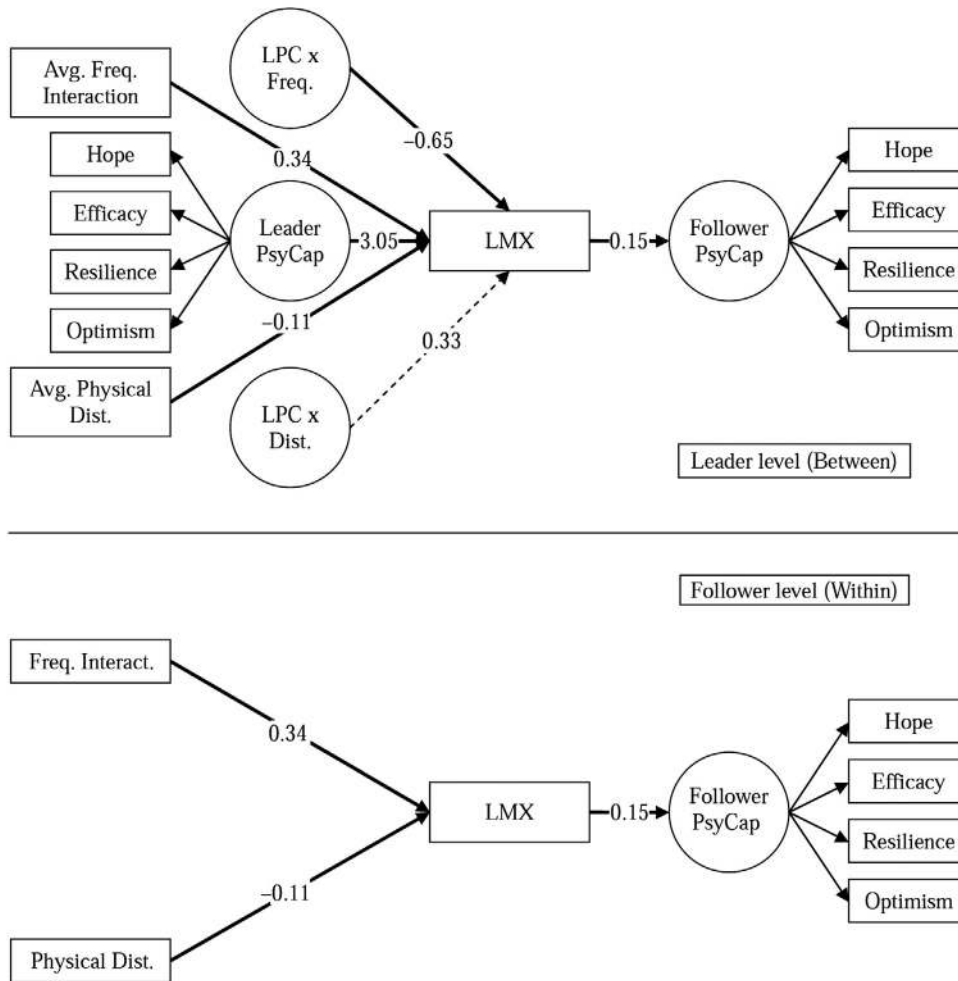 LPC x
Freq.
Avg. Freq.
Interaction
–0.65
Hope
0.34
Hope
Efficacy
Leader
PsyCap
3.05
LMX
0.15
Follower
PsyCap
Efficacy
Resilience
Resilience
Optimism
–0.11
Optimism
0.33
Avg. Physical
Dist.
LPC x
Dist.
Leader level (Between)
Follower level (Within)
Freq. Interact.
0.34
Hope
Efficacy
LMX
0.15
Follower
PsyCap
Resilience
–0.11
Optimism
Physical Dist.